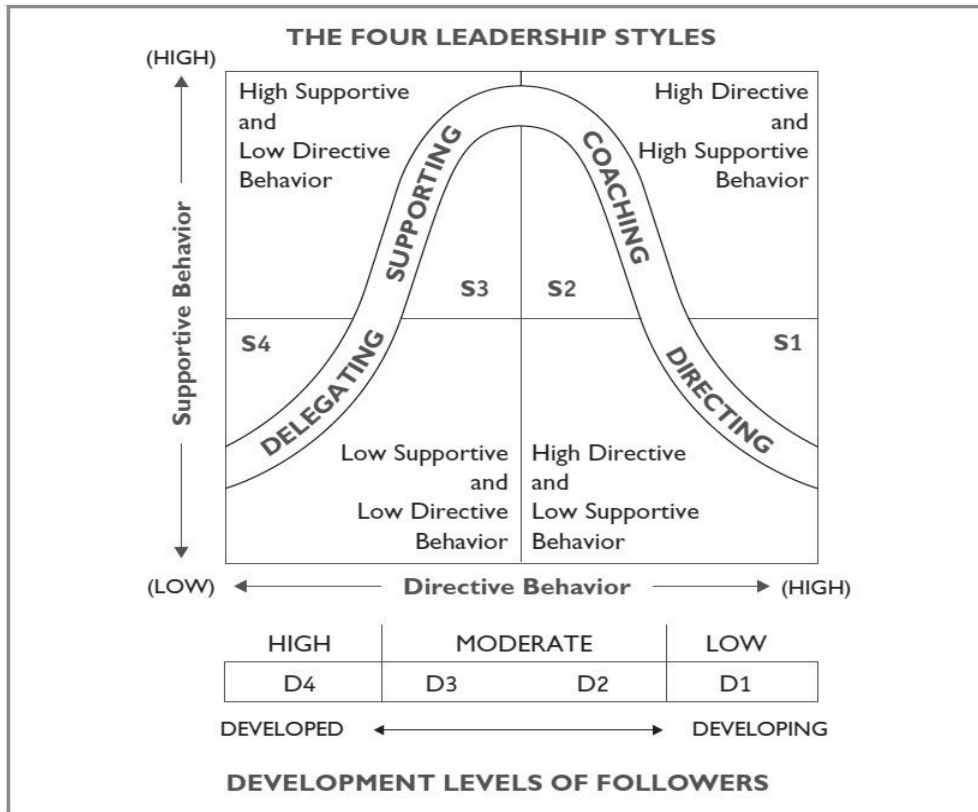 THE FOUR LEADERSHIP STYLES
(HIGH)
High Supportive
and
Low Directive
Behavior
High Directive
and
High Supportive
Behavior
SUPPORTING
COACHING
Supportive Behavior
S3
S2
S4
S1
DELEGATING
DIRECTING
Low Supportive
and
Low Directive
Behavior
High Directive
and
Low Supportive
Behavior
(LOW)
Directive Behavior
(HIGH)
HIGH
MODERATE
LOW
D4
D3
D2
D1
DEVELOPED
DEVELOPING
DEVELOPMENT LEVELS OF FOLLOWERS